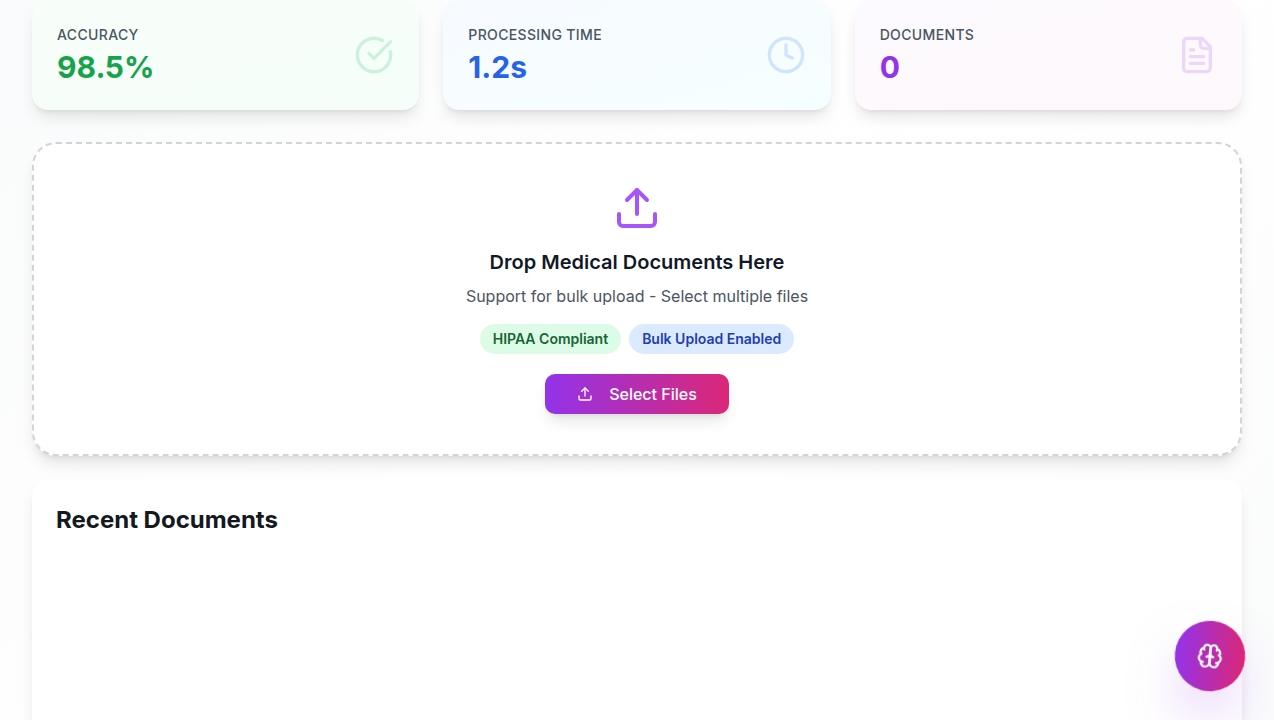 ACCURACY
98.5%
PROCESSING TIME
1.2s
DOCUMENTS
0
Drop Medical Documents Here
Support for bulk upload - Select multiple files
HIPAA Compliant
Bulk Upload Enabled
Select Files
Recent Documents